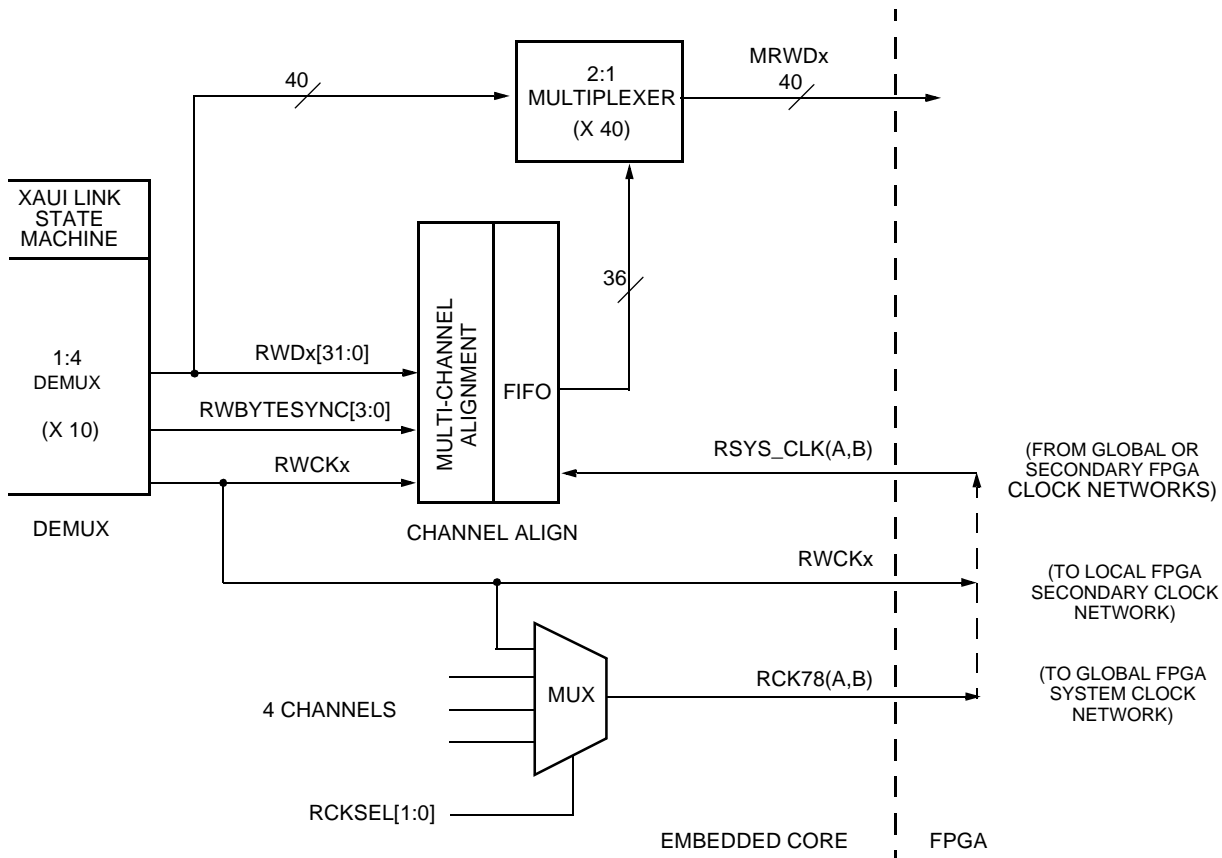 MRWDx
40
40
2:1
MULTIPLEXER
(X 40)
XAUI LINK
STATE
MACHINE
36
1:4
DEMUX
(X 10)
RWDx[31:0]
RWBYTESYNC[3:0]
RWCKx
MULTI-CHANNEL
ALIGNMENT
FIFO
RSYS_CLK(A,B)
(FROM GLOBAL OR
SECONDARY FPGA
CLOCK NETWORKS)
DEMUX
CHANNEL ALIGN
RWCKx
(TO LOCAL FPGA
SECONDARY CLOCK
NETWORK)
4 CHANNELS
MUX
RCK78(A,B)
(TO GLOBAL FPGA
SYSTEM CLOCK
NETWORK)
RCKSEL[1:0]
EMBEDDED CORE
FPGA